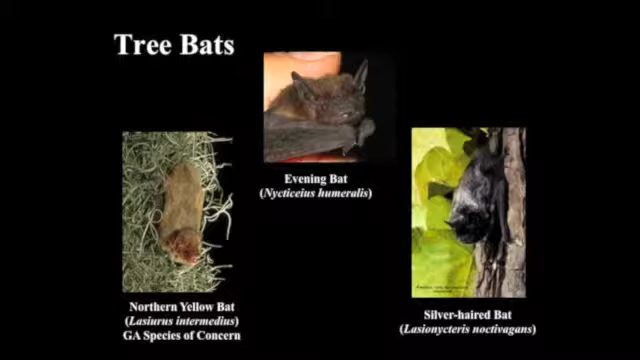 Tree Bats
Evening Bat
(Nycticeius humeralis)
Northern Yellow Bat
(Lasiurus intermedius)
GA Species of Concern
Silver-haired Bat
(Lasionycteris noctivagans)